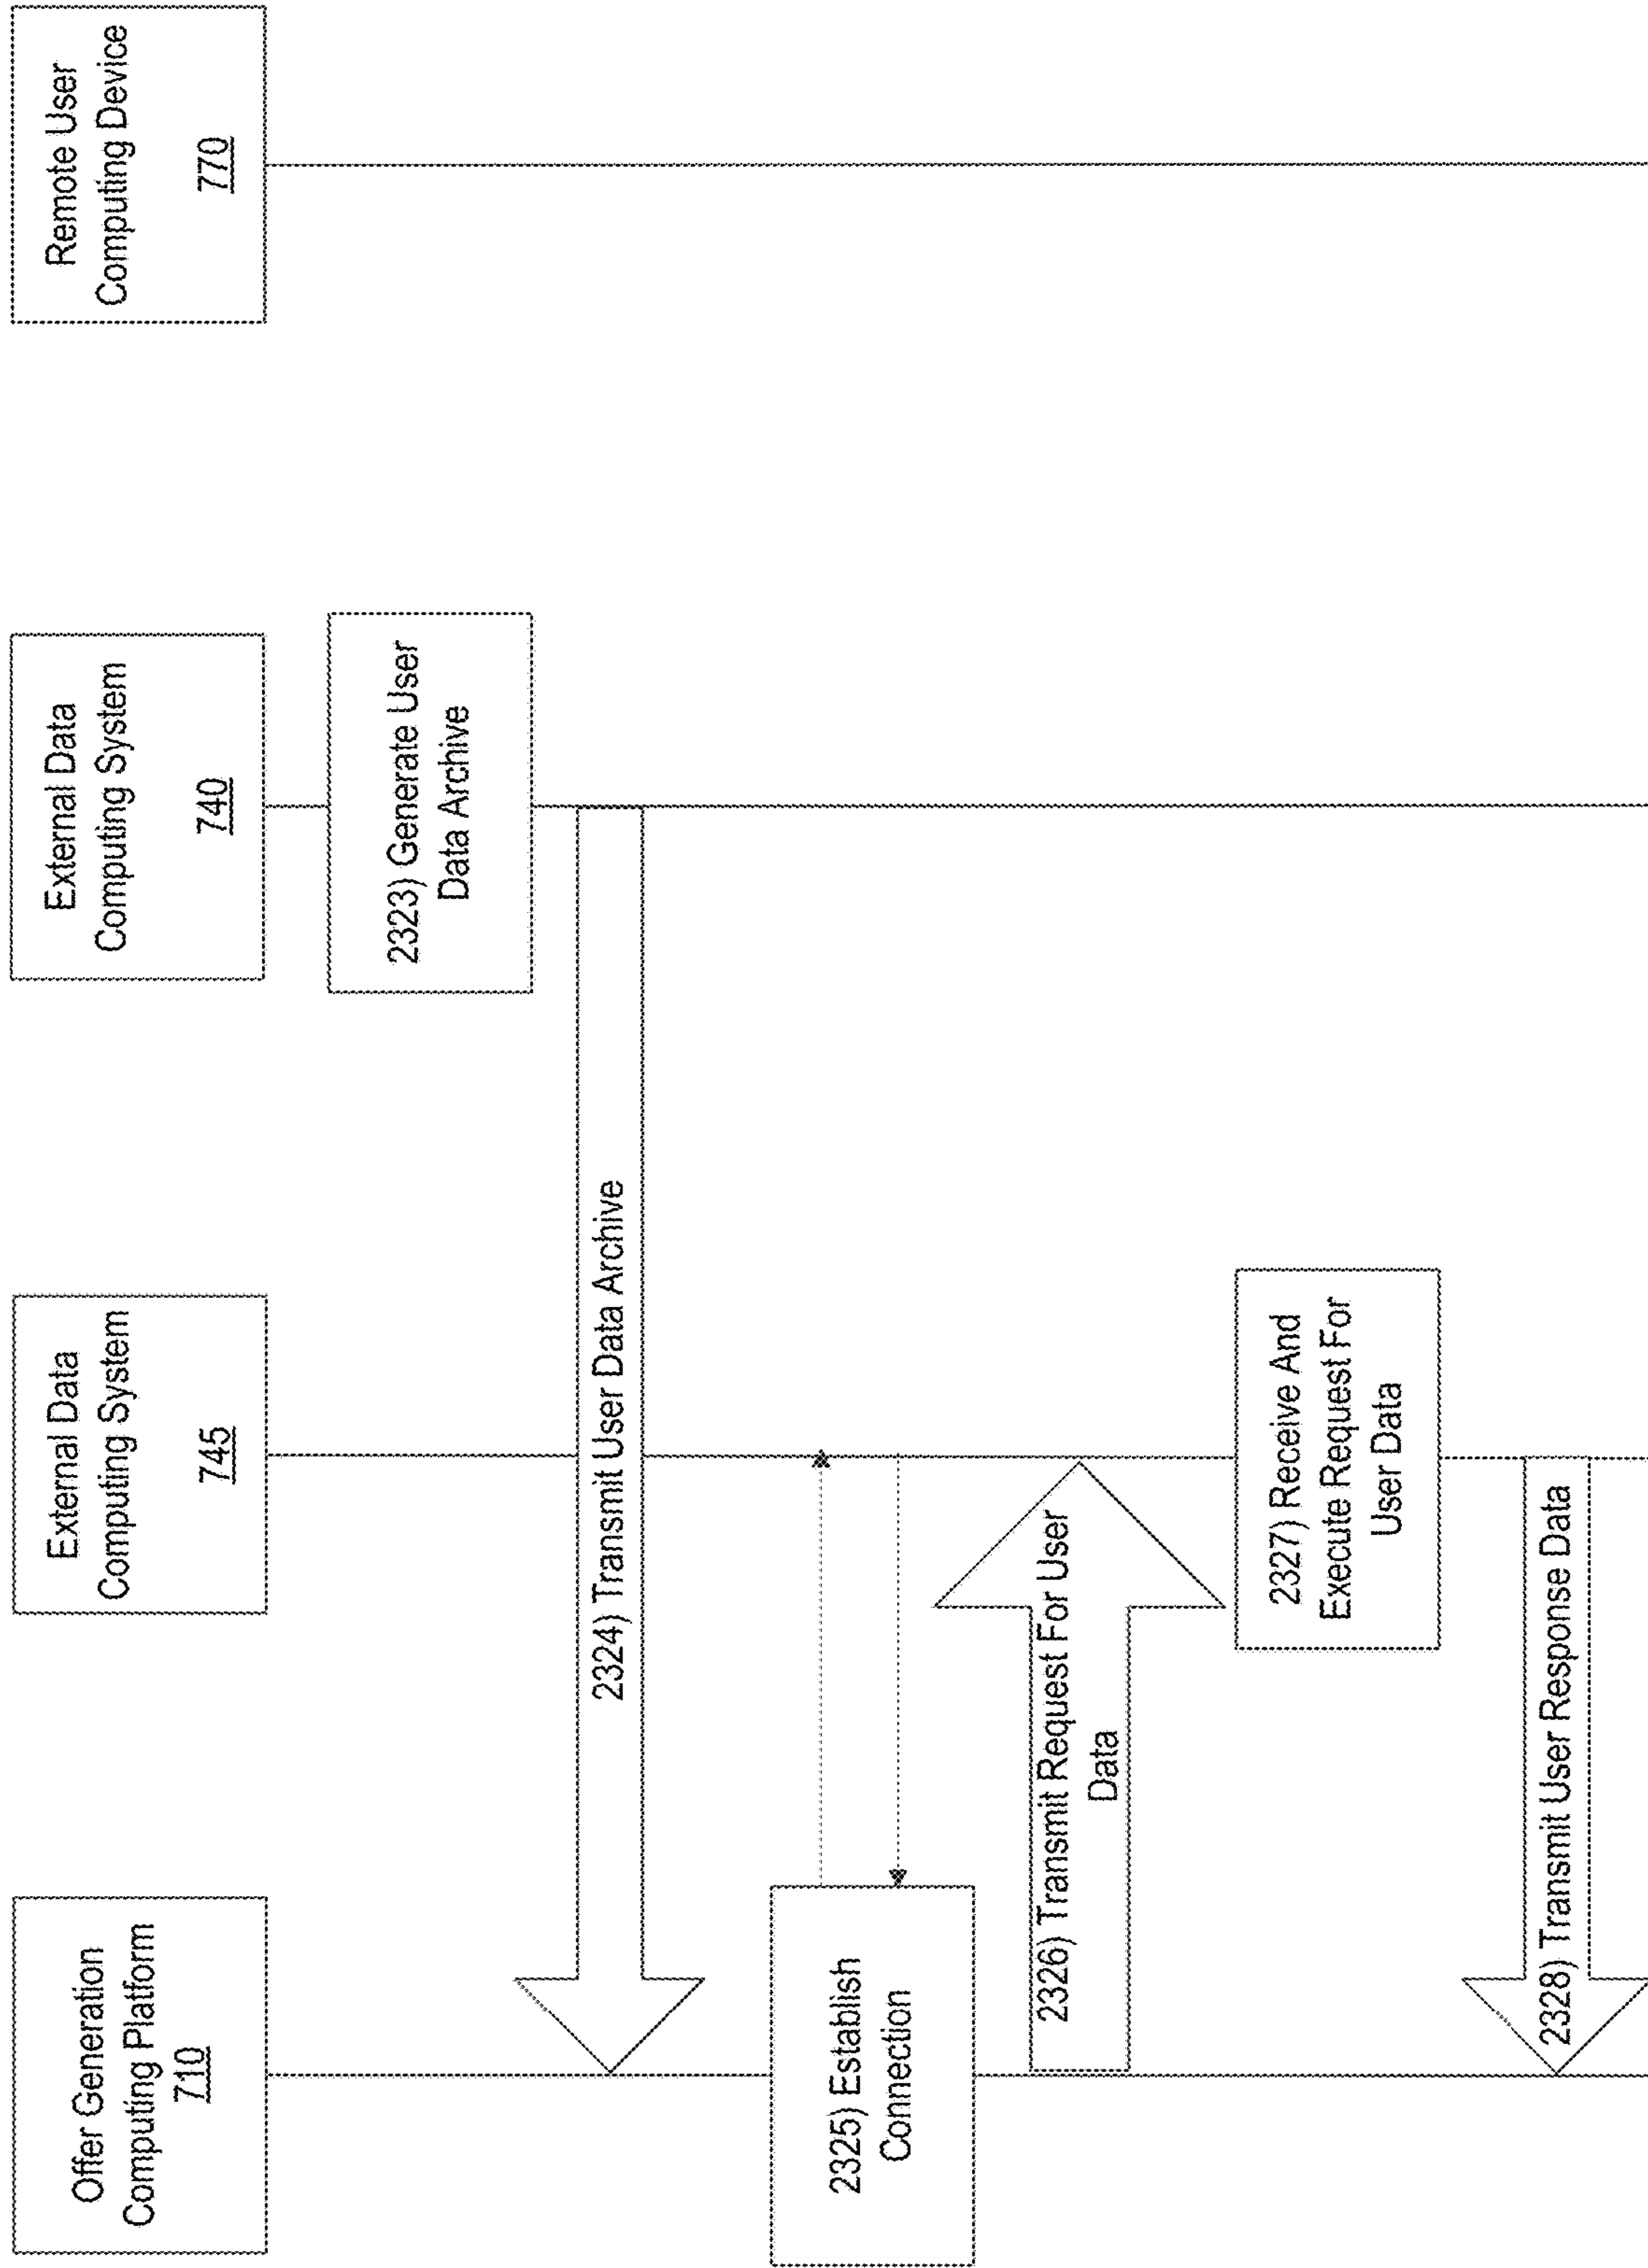 Offer Generation
Computing Platform
710
External Data
Computing System
745
External Data
Computing System
740
Remote User
Computing Device
770
2323) Generate User
Data Archive
2324) Transmit User Data Archive
2325) Establish
Connection
2326) Transmit Request For User
Data
2327) Receive And
Execute Request For
User Data
2328) Transmit User Response Data